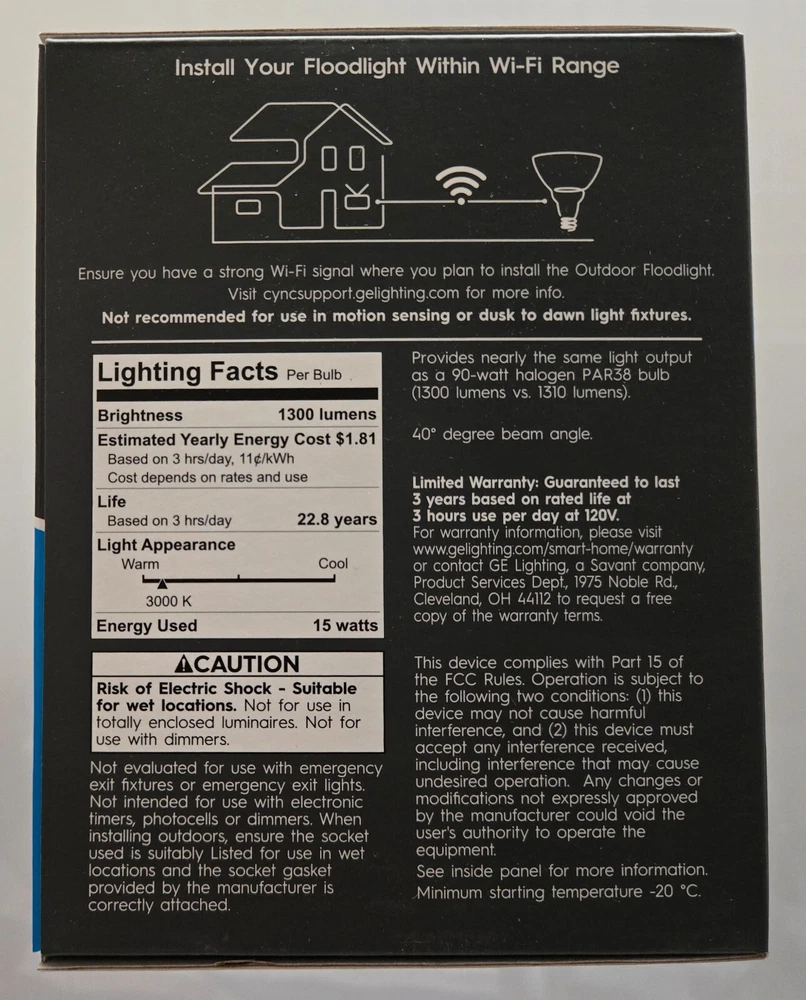 Install Your Floodlight Within Wi-Fi Range
Ensure you have a strong Wi-Fi signal where you plan to install the Outdoor Floodlight.
Visit cyncsupport.gelighting.com for more info.
Not recommended for use in motion sensing or dusk to dawn light fixtures.
Lighting Facts Per Bulb
Brightness 1300 lumens
Estimated Yearly Energy Cost $1.81
Based on 3 hrs/day, 11¢/kWh
Cost depends on rates and use
Life
Based on 3 hrs/day 22.8 years
Light Appearance
Warm Cool
3000 K
Energy Used 15 watts
⚠CAUTION
Risk of Electric Shock - Suitable
for wet locations. Not for use in
totally enclosed luminaires. Not for
use with dimmers.
Not evaluated for use with emergency
exit fixtures or emergency exit lights.
Not intended for use with electronic
timers, photocells or dimmers. When
installing outdoors, ensure the socket
used is suitably Listed for use in wet
locations and the socket gasket
provided by the manufacturer is
correctly attached.
Provides nearly the same light output
as a 90-watt halogen PAR38 bulb
(1300 lumens vs. 1310 lumens).
40° degree beam angle.
Limited Warranty: Guaranteed to last
3 years based on rated life at
3 hours use per day at 120V.
For warranty information, please visit
www.gelighting.com/smart-home/warranty
or contact GE Lighting, a Savant company,
Product Services Dept., 1975 Noble Rd.,
Cleveland, OH 44112 to request a free
copy of the warranty terms.
This device complies with Part 15 of
the FCC Rules. Operation is subject to
the following two conditions: (1) this
device may not cause harmful
interference, and (2) this device must
accept any interference received,
including interference that may cause
undesired operation. Any changes or
modifications not expressly approved
by the manufacturer could void the
user's authority to operate the
equipment.
See inside panel for more information.
Minimum starting temperature -20 °C.